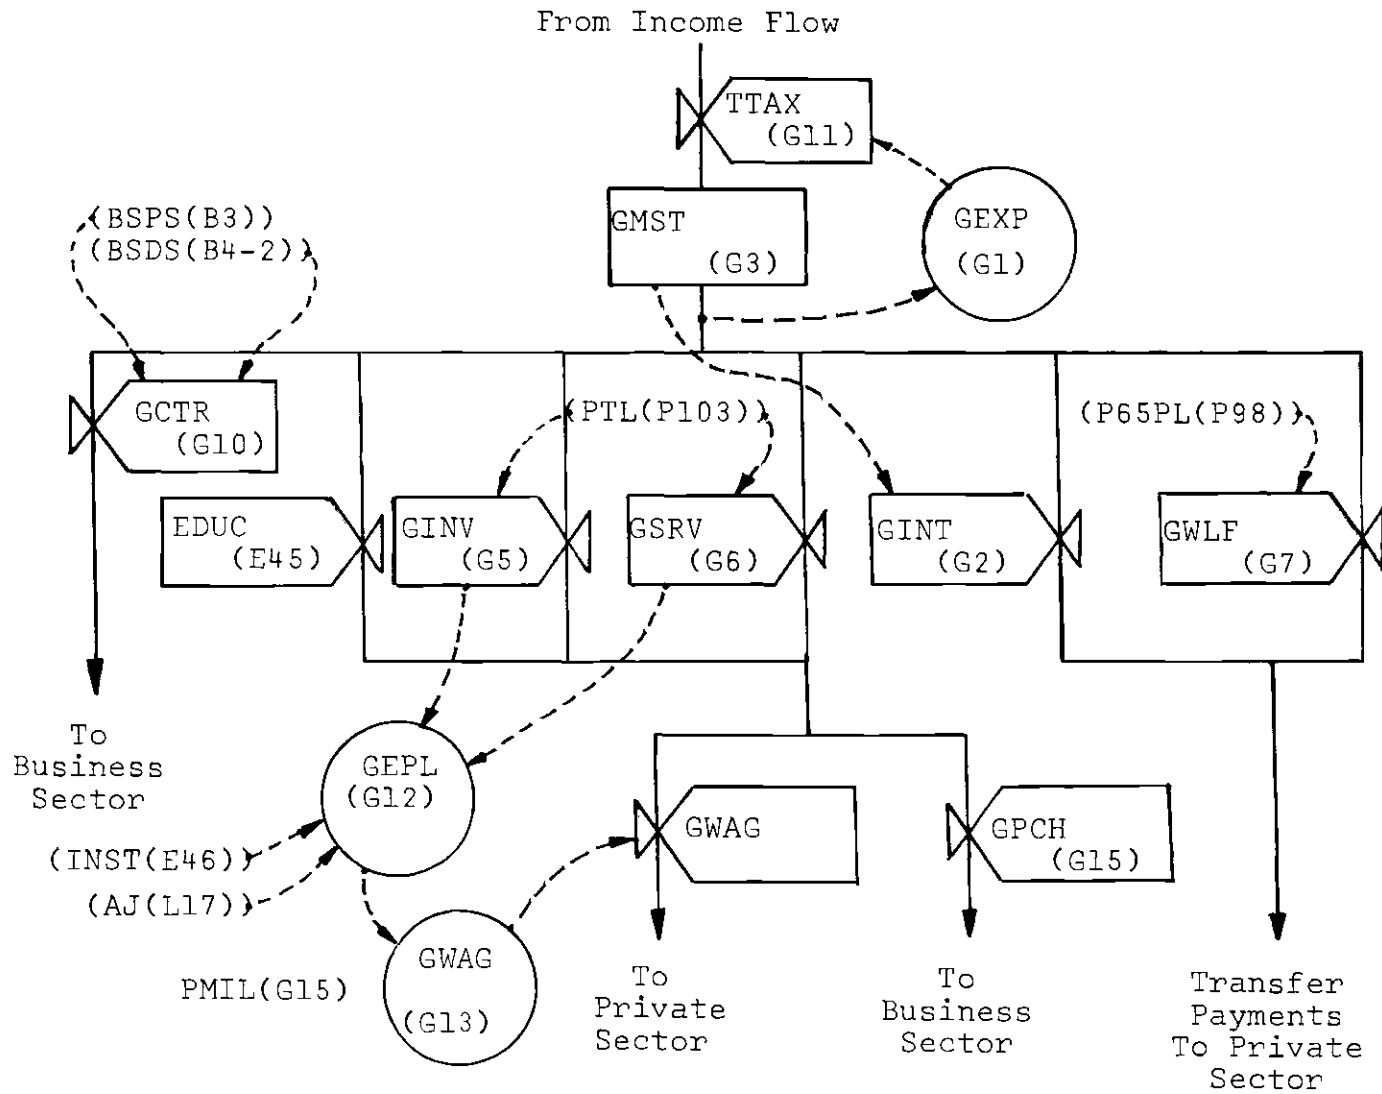 From Income Flow
TTAX
(G11)
GMST
(G3)
GEXP
(G1)
(BSPS(B3))
(BSDS(B4-2))
GCTR
(G10)
(PTL(P103))
(P65PL(P98))
EDUC
(E45)
GINV
(G5)
GSRV
(G6)
GINT
(G2)
GWLF
(G7)
To
Business
Sector
GEPL
(G12)
(INST(E46))
(AJ(L17))
GWAG
GPCH
(G15)
PMIL(G15)
GWAG
(G13)
To
Private
Sector
To
Business
Sector
Transfer
Payments
To Private
Sector